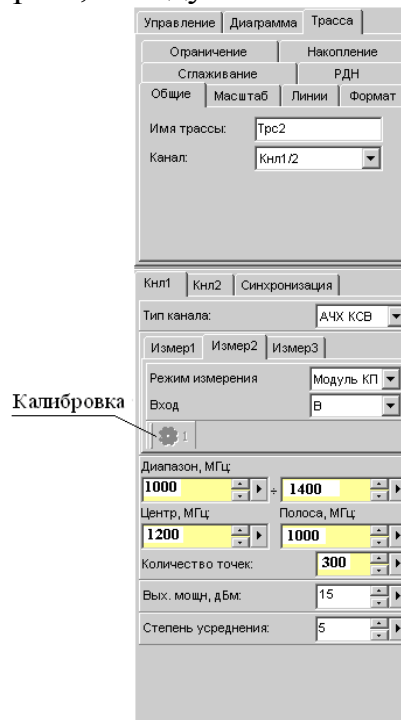 Управление Диаграмма Трасса
Ограничение Накопление
Сглаживание РДН
Общие Масштаб Линии Формат
Имя трассы: Трс2
Канал: Кнл1/2
Кнл1 Кнл2 Синхронизация
Тип канала: АЧХ КСВ
Измер1 Измер2 Измер3
Режим измерения Модуль КП
Вход В
Калибровка
1
Диапазон, МГц:
1000 ÷ 1400
Центр, МГц: Полоса, МГц:
1200 1000
Количество точек: 300
Вых. мощн, дБм: 15
Степень усреднения: 5